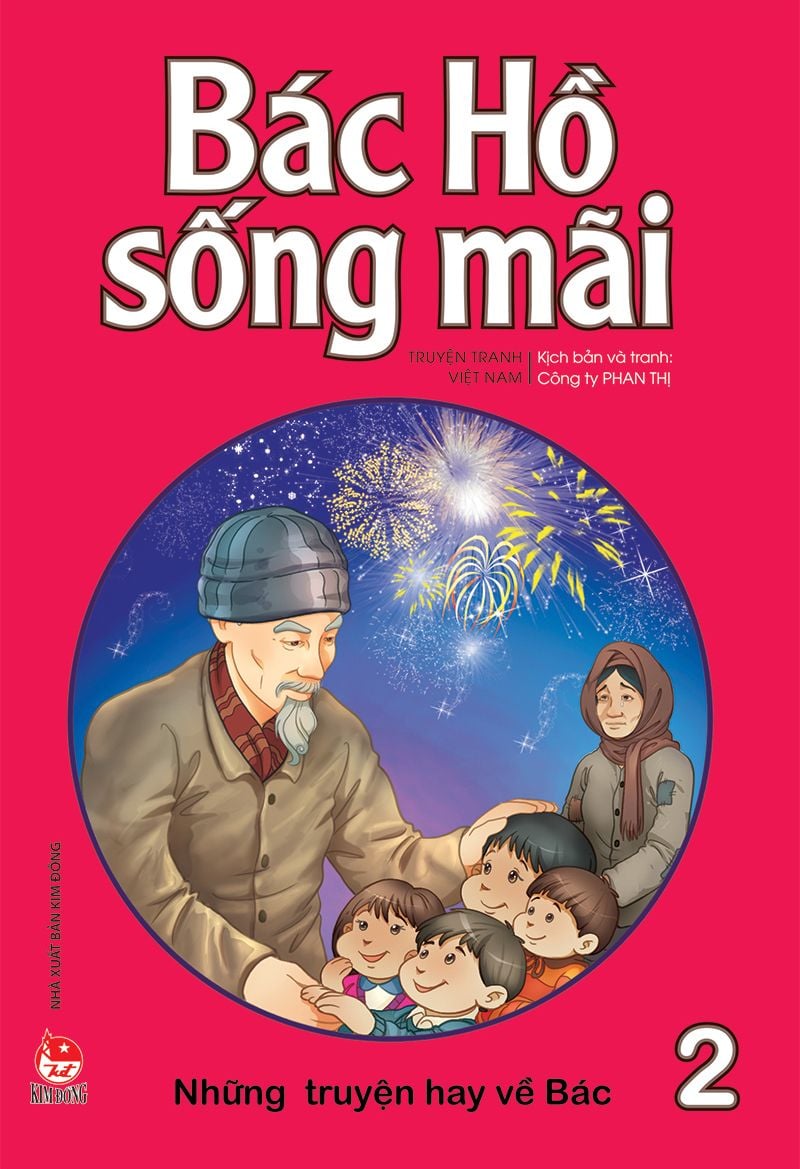 Bác Hồ
sống mãi
TRUYỆN TRANH
VIỆT NAM
Kịch bản và tranh:
Công ty PHAN THỊ
NHÀ XUẤT BẢN KIM ĐỒNG
KIM ĐỒNG
Những truyện hay về Bác
2